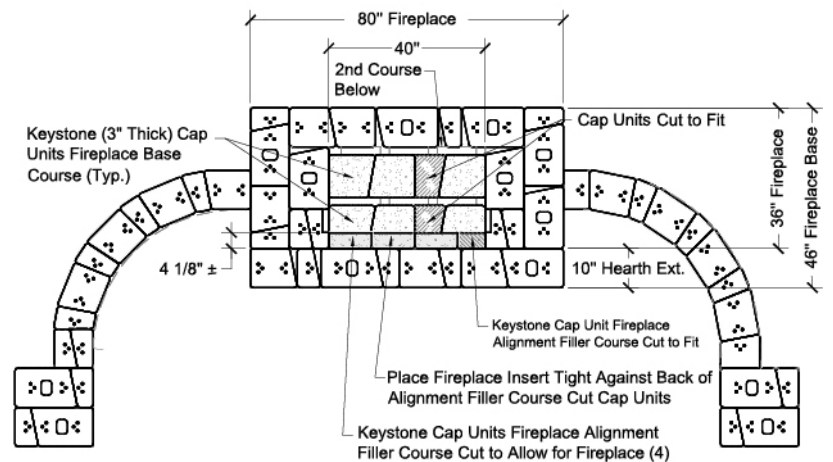 80" Fireplace
40"
2nd Course
Below
Keystone (3" Thick) Cap
Units Fireplace Base
Course (Typ.)
Cap Units Cut to Fit
36" Fireplace
46" Fireplace Base
4 1/8" ±
10" Hearth Ext.
Keystone Cap Unit Fireplace
Alignment Filler Course Cut to Fit
Place Fireplace Insert Tight Against Back of
Alignment Filler Course Cut Cap Units
Keystone Cap Units Fireplace Alignment
Filler Course Cut to Allow for Fireplace (4)